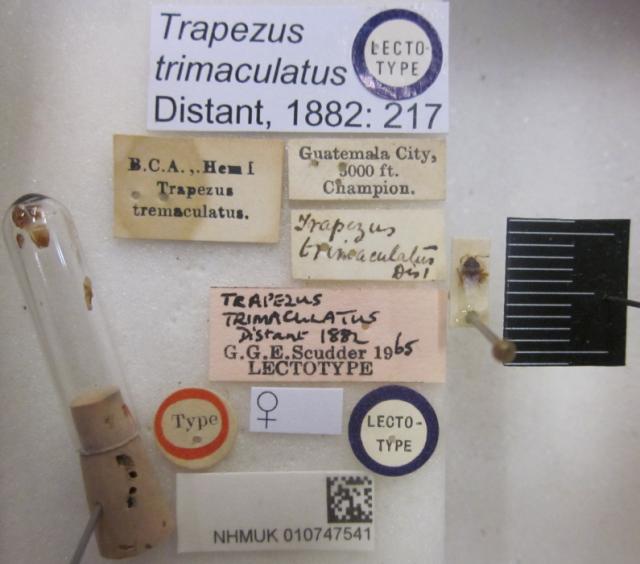 Trapezus
trimaculatus
Distant, 1882: 217
LECTO-
TYPE
B.C.A., Hem I
Trapezus
tremaculatus.
Guatemala City,
5000 ft.
Champion.
Trapezus
trimaculatus
Dist
TRAPEZUS
TRIMACULATUS
Distant 1882
G.G.E.Scudder 1965
LECTOTYPE
Type
♀
LECTO-
TYPE
NHMUK 010747541